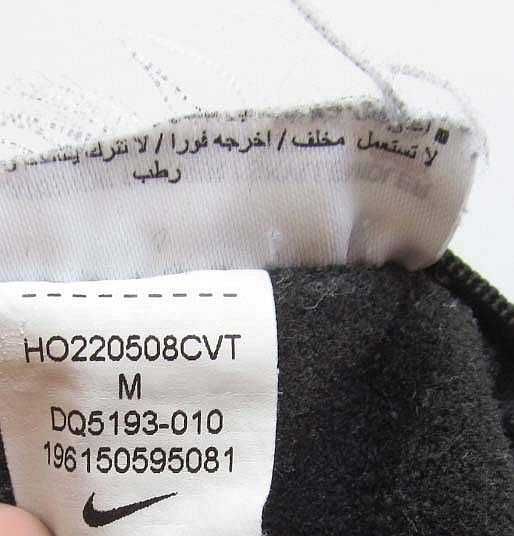 لا تستعمل مخلف / اخرجه فورا / لا تترك
رطب
HO220508CVT
M
DQ5193-010
196150595081